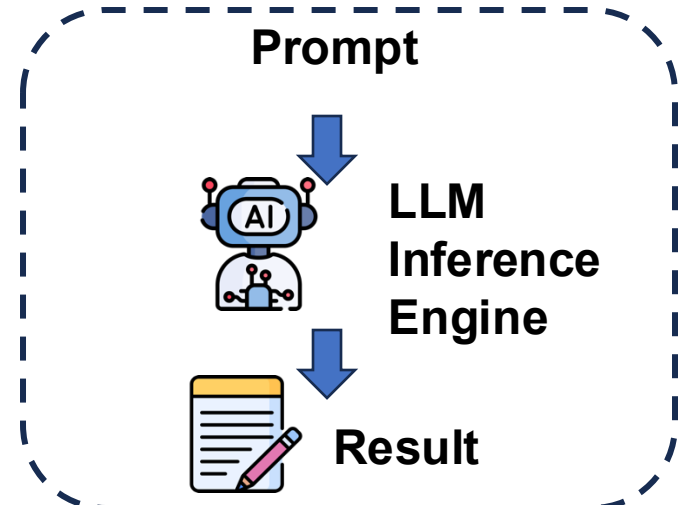 Prompt
AI
LLM
Inference
Engine
Result